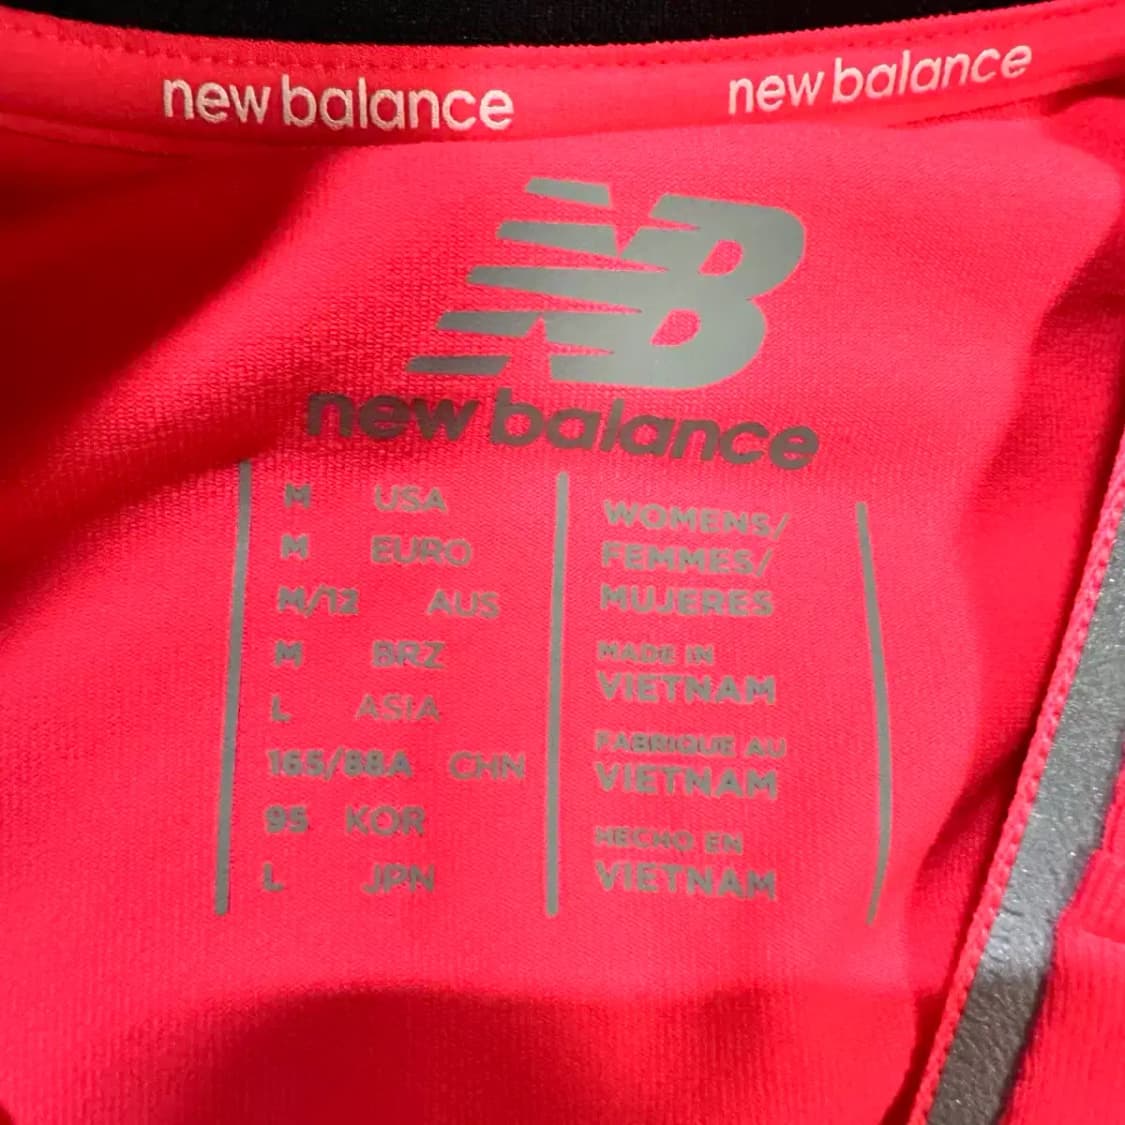 new balance new balance
NB
new balance
M USA
M EURO
M/12 AUS
M BRZ
L ASIA
165/88A CHN
95 KOR
L JPN
WOMENS/
FEMMES/
MUJERES
MADE IN
VIETNAM
FABRIQUE AU
VIETNAM
HECHO EN
VIETNAM